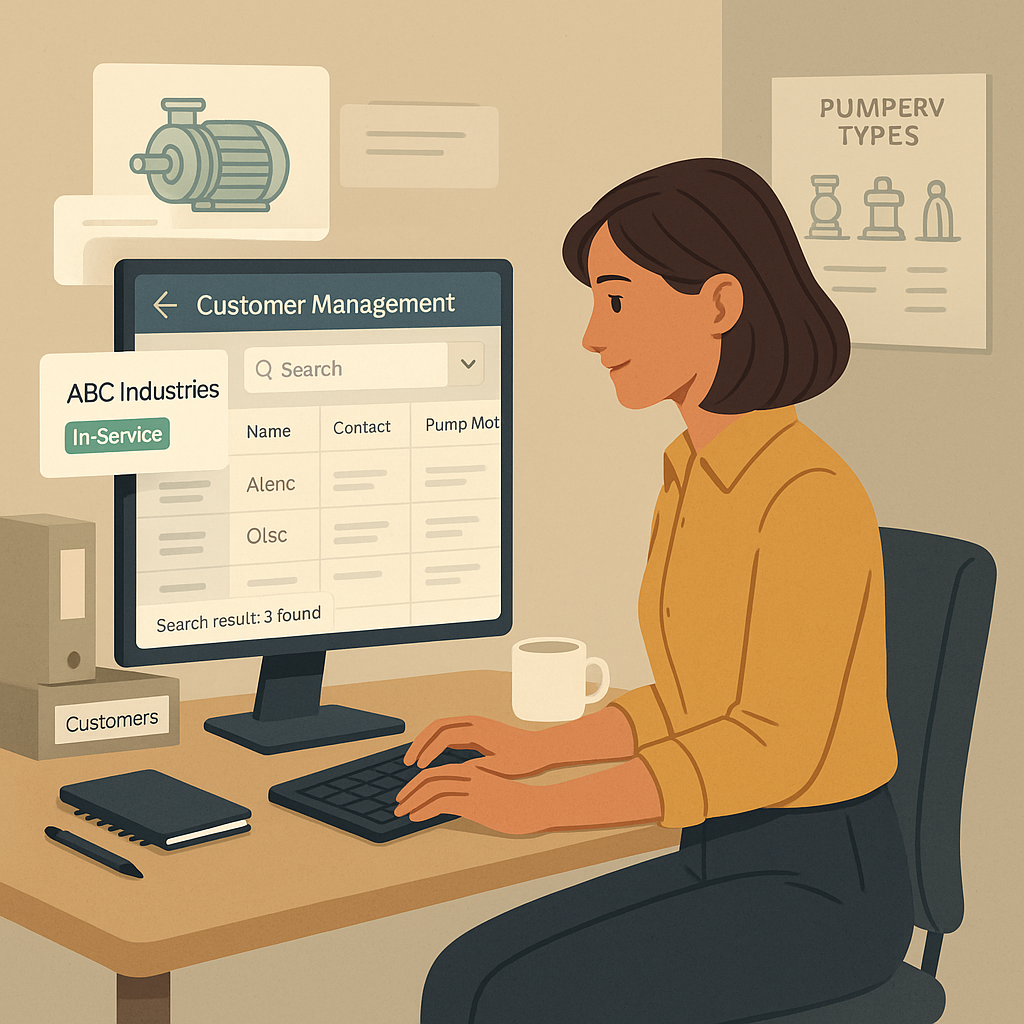 PUMPERV
TYPES
Customer Management
Search
ABC Industries
In-Service
Name
Contact
Pump Mot
Alenc
Olsc
Search result: 3 found
Customers